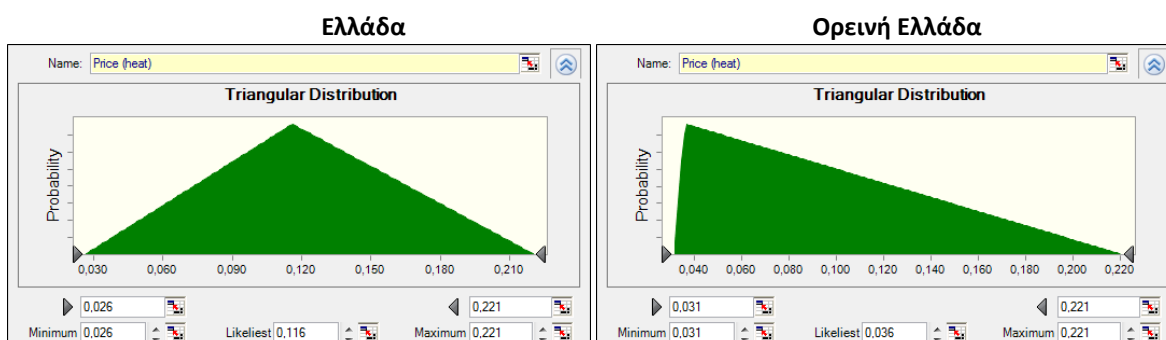 Ελλάδα
Name: Price (heat)
Triangular Distribution
Probability
0,030 0,060 0,090 0,120 0,150 0,180 0,210
0,026 0,221
Minimum 0,026 Likeliest 0,116 Maximum 0,221
Ορεινή Ελλάδα
Name: Price (heat)
Triangular Distribution
Probability
0,040 0,060 0,080 0,100 0,120 0,140 0,160 0,180 0,200 0,220
0,031 0,221
Minimum 0,031 Likeliest 0,036 Maximum 0,221